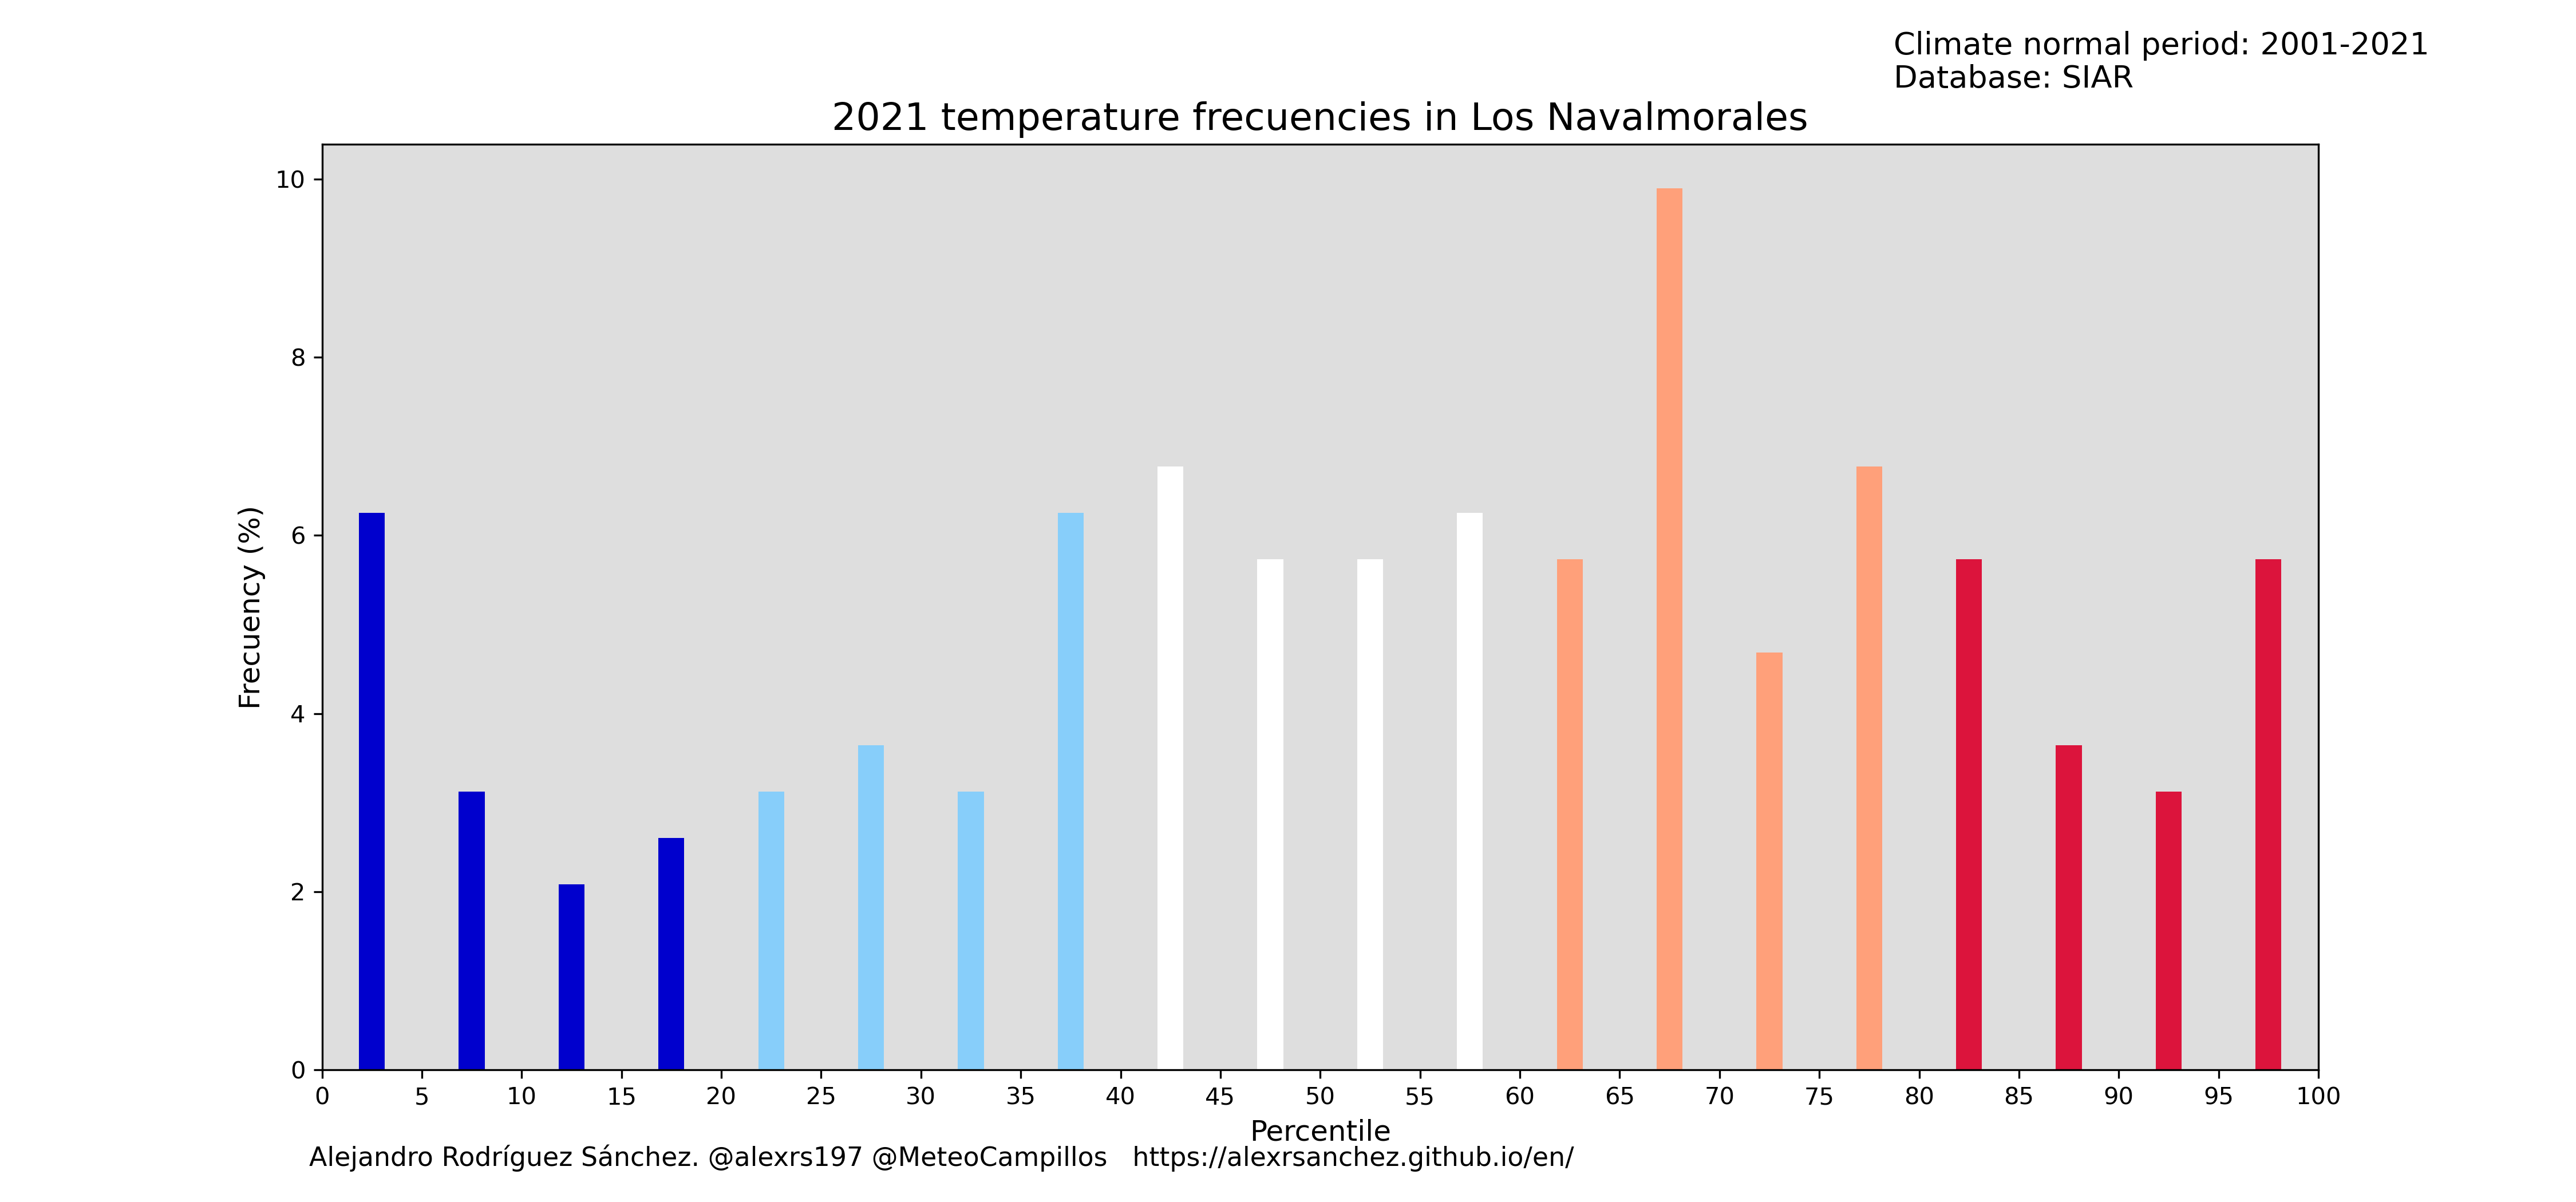 Climate normal period: 2001-2021
Database: SIAR
2021 temperature frecuencies in Los Navalmorales
10
8
6
4
2
0
Frecuency (%)
0 5 10 15 20 25 30 35 40 45 50 55 60 65 70 75 80 85 90 95 100
Percentile
Alejandro Rodríguez Sánchez. @alexrs197 @MeteoCampillos https://alexrsanchez.github.io/en/